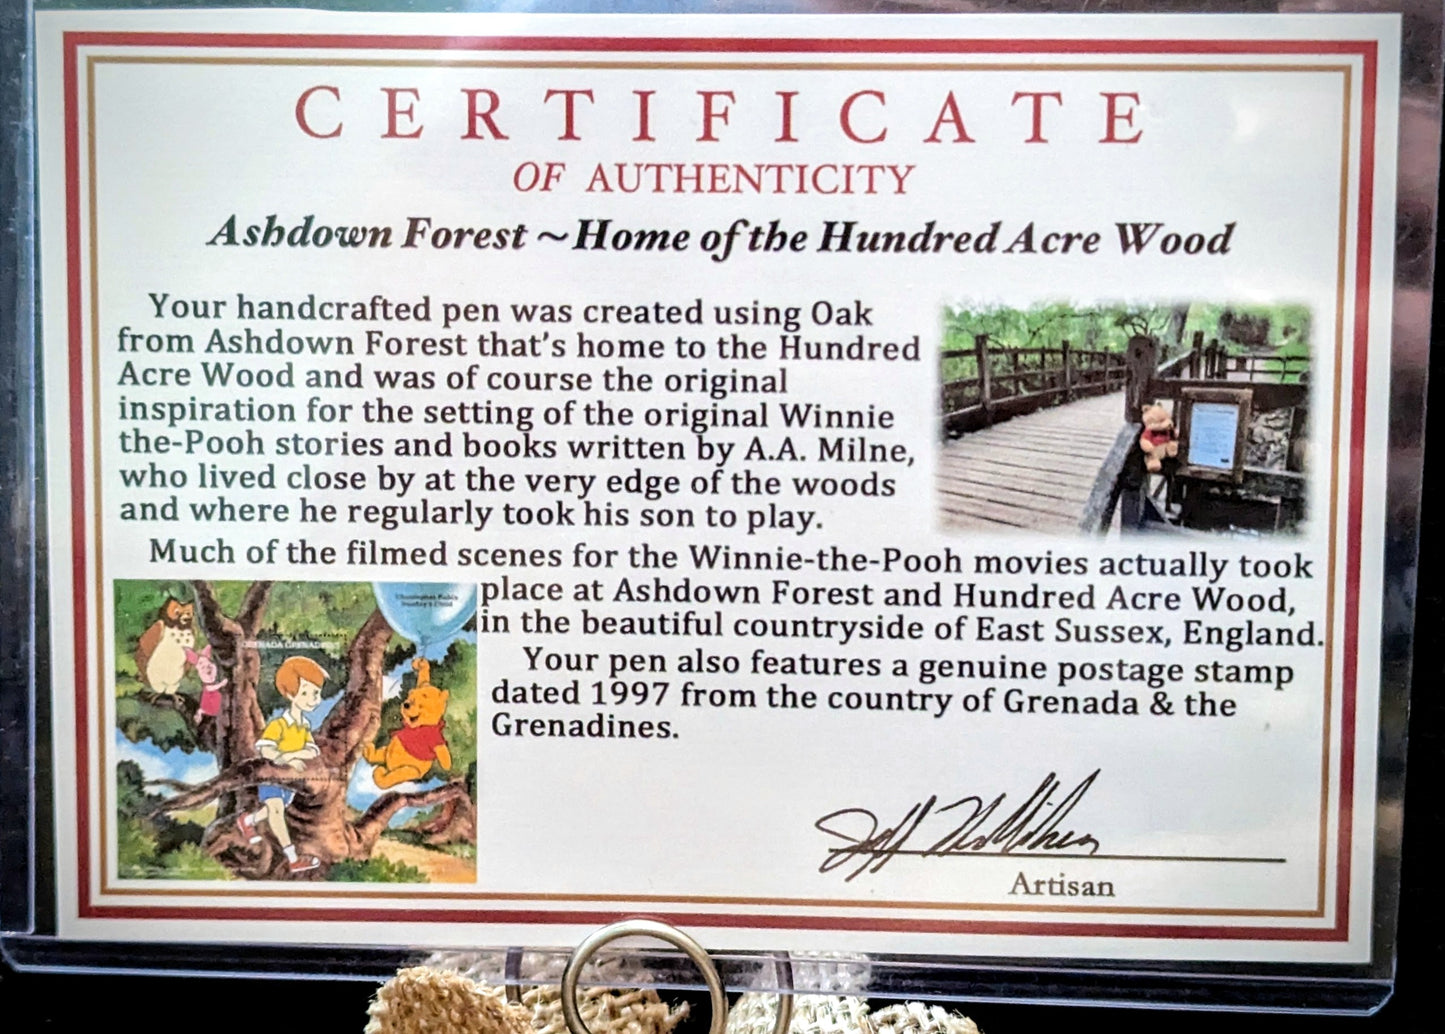 CERTIFICATE
OF AUTHENTICITY
Ashdown Forest ~ Home of the Hundred Acre Wood
Your handcrafted pen was created using Oak
from Ashdown Forest that's home to the Hundred
Acre Wood and was of course the original
inspiration for the setting of the original Winnie
the-Pooh stories and books written by A.A. Milne,
who lived close by at the very edge of the woods
and where he regularly took his son to play.
Much of the filmed scenes for the Winnie-the-Pooh movies actually took
place at Ashdown Forest and Hundred Acre Wood,
in the beautiful countryside of East Sussex, England.
Your pen also features a genuine postage stamp
dated 1997 from the country of Grenada & the
Grenadines.
Christopher Robin
GRENADA GRENADINES
Artisan